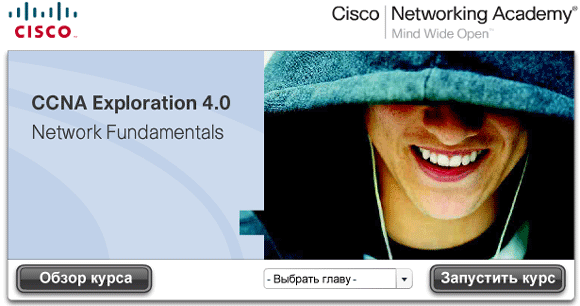 CISCO
Cisco Networking Academy®
Mind Wide Open™
CCNA Exploration 4.0
Network Fundamentals
Обзор курса
- Выбрать главу -
Запустить курс